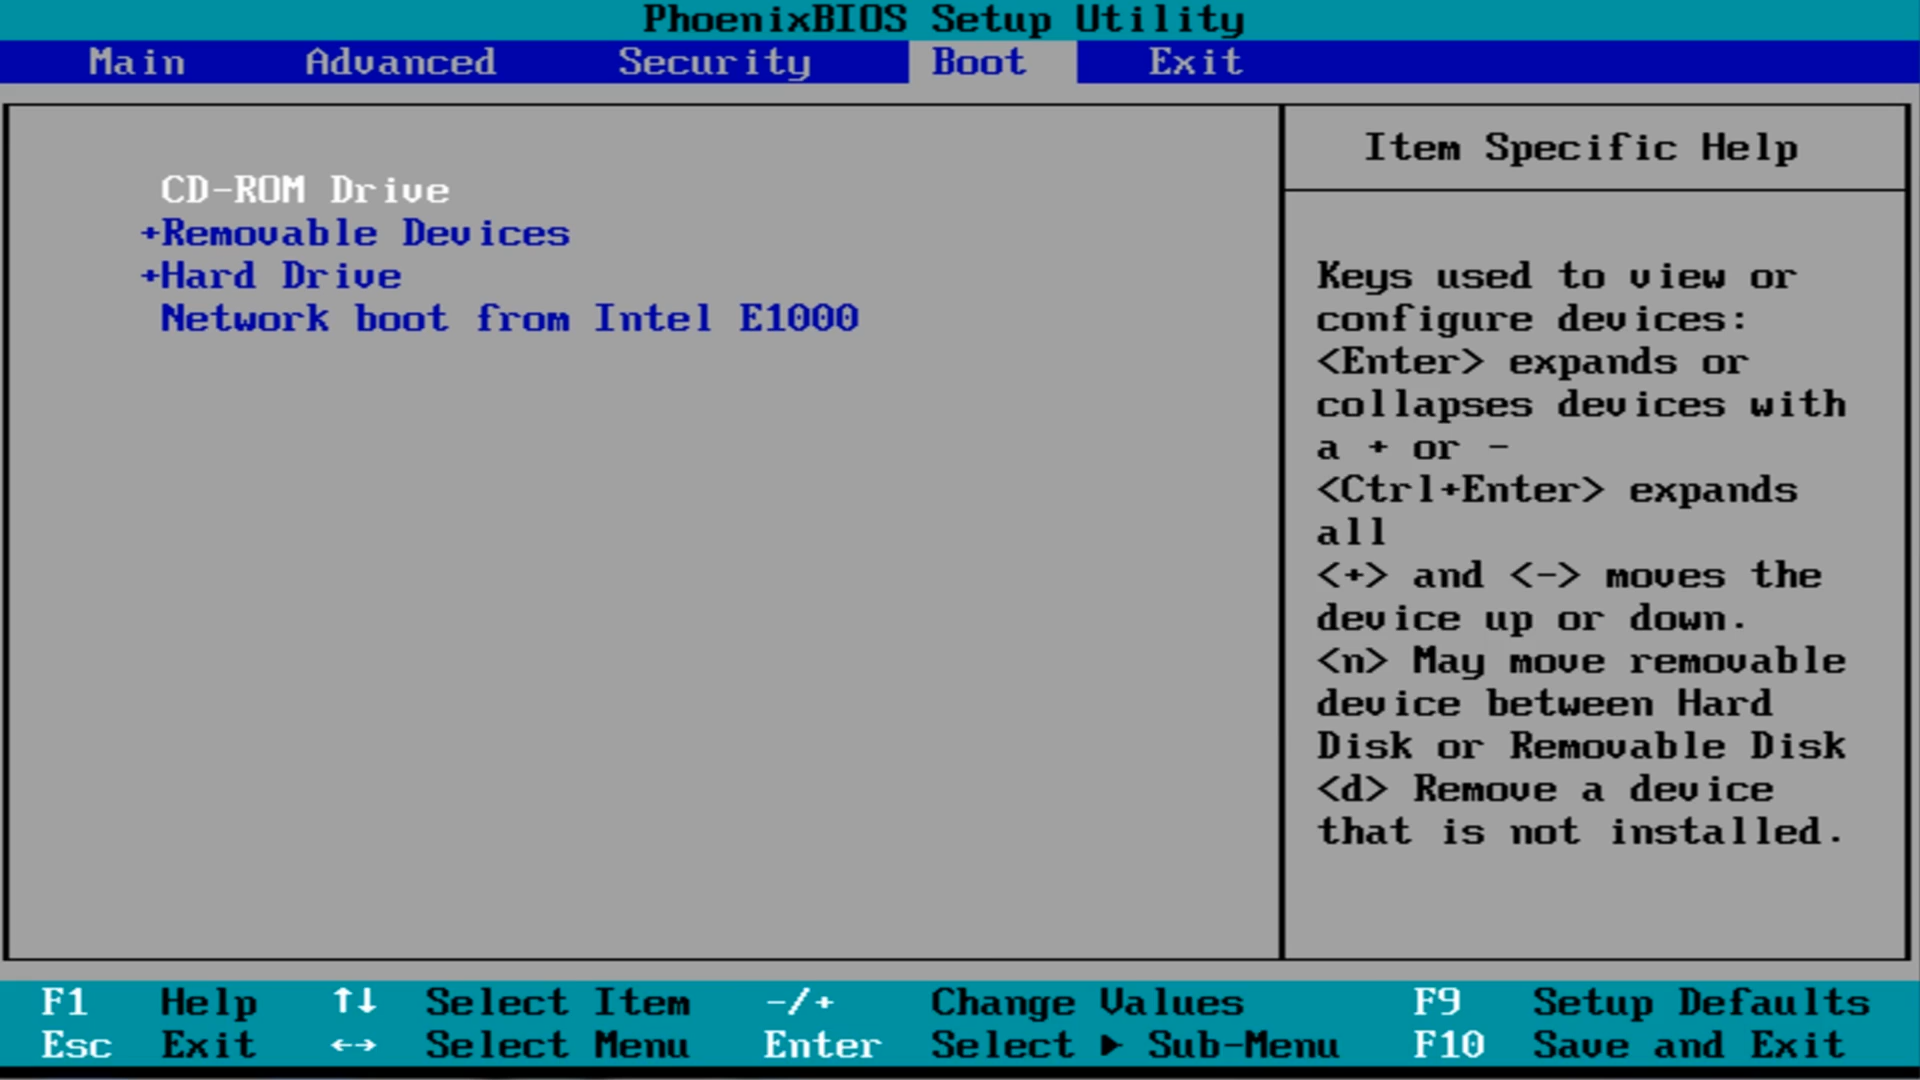 PhoenixBIOS Setup Utility
Main Advanced Security Boot Exit
CD-ROM Drive
+Removable Devices
+Hard Drive
Network boot from Intel E1000
Item Specific Help
Keys used to view or
configure devices:
<Enter> expands or
collapses devices with
a + or -
<Ctrl+Enter> expands
all
<+> and <-> moves the
device up or down.
<n> May move removable
device between Hard
Disk or Removable Disk
<d> Remove a device
that is not installed.
F1 Help ↑↓ Select Item -/+ Change Values F9 Setup Defaults
Esc Exit ↔ Select Menu Enter Select ▶ Sub-Menu F10 Save and Exit